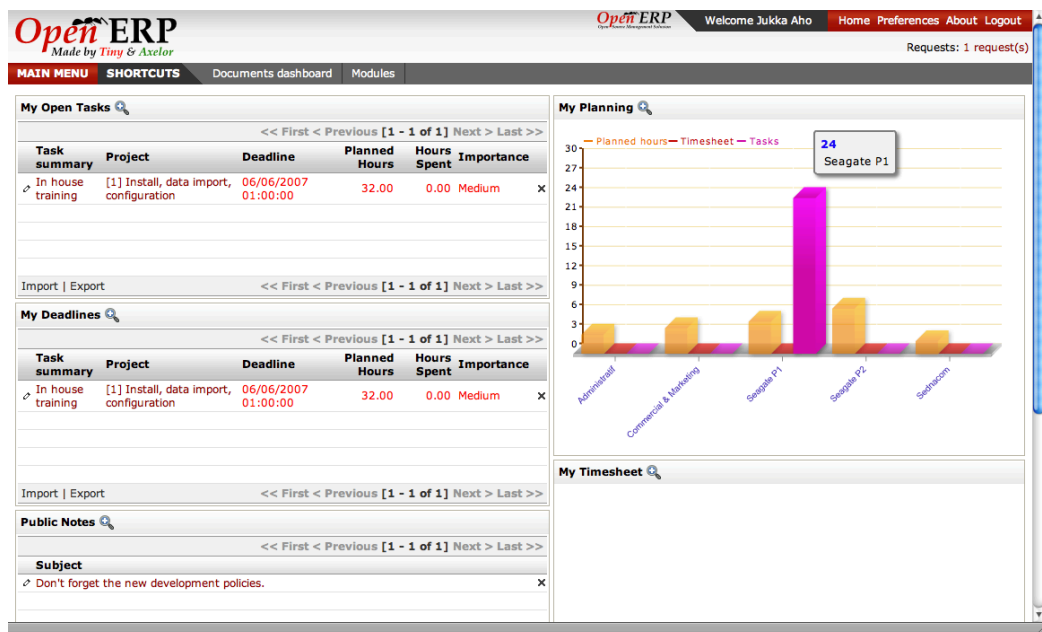 Open ERP
Made by Tiny & Axelor
Open ERP
Welcome Jukka Aho
Home Preferences About Logout
Requests: 1 request(s)
MAIN MENU SHORTCUTS Documents dashboard Modules
My Open Tasks
<< First < Previous [1 - 1 of 1] Next > Last >>
Task summary Project Deadline Planned Hours Hours Spent Importance
In house training [1] Install, data import, configuration 06/06/2007 01:00:00 32.00 0.00 Medium
Import | Export << First < Previous [1 - 1 of 1] Next > Last >>
My Deadlines
<< First < Previous [1 - 1 of 1] Next > Last >>
Task summary Project Deadline Planned Hours Hours Spent Importance
In house training [1] Install, data import, configuration 06/06/2007 01:00:00 32.00 0.00 Medium
Import | Export << First < Previous [1 - 1 of 1] Next > Last >>
Public Notes
<< First < Previous [1 - 1 of 1] Next > Last >>
Subject
Don't forget the new development policies.
My Planning
Planned hours Timesheet Tasks
24
Seagate P1
30
27
24
21
18
15
12
9
6
3
0
Administratif
Commercial & Marketing
Seagate P1
Seagate P2
Sednacom
My Timesheet